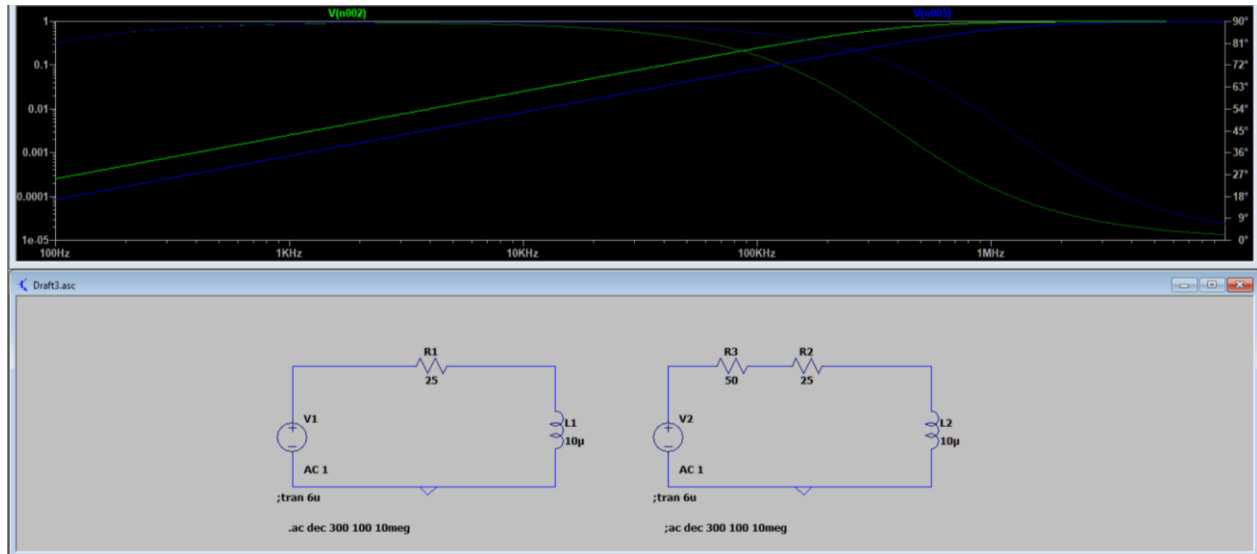 V(n002) V(n005)
1 90°
81°
0.1 72°
63°
0.01 54°
45°
0.001 36°
27°
0.0001 18°
9°
1e-05 0°
100Hz 1KHz 10KHz 100KHz 1MHz
Draft3.asc
R1 R3 R2
25 50 25
V1 L1 V2 L2
10µ 10µ
AC 1 AC 1
;tran 6u ;tran 6u
.ac dec 300 100 10meg ;ac dec 300 100 10meg